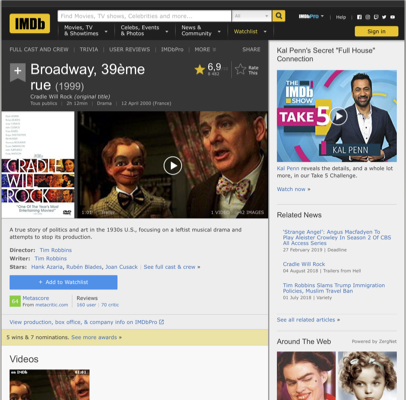 IMDb
Find Movies, TV shows, Celebrities and more...
All
IMDbPro
Help
Movies, TV
& Showtimes
Celebs, Events
& Photos
News &
Community
Watchlist
Sign in
FULL CAST AND CREW | TRIVIA | USER REVIEWS | IMDbPro | MORE
SHARE
Broadway, 39ème
rue (1999)
Cradle Will Rock (original title)
Tous publics | 2h 12min | Drama | 12 April 2000 (France)
6,9
Rate
This
CRADLE
WILL
ROCK
DVD
1 VIDEO
IMAGES
A true story of politics and art in the 1930s U.S., focusing on a leftist musical drama and
attempts to stop its production.
Director: Tim Robbins
Writer: Tim Robbins
Stars: Hank Azaria, Rubén Blades, Joan Cusack | See full cast & crew »
+ Add to Watchlist
Metascore
From metacritic.com
Reviews
160 user | 70 critic
View production, box office, & company info on IMDbPro
5 wins & 7 nominations. See more awards »
Videos
Kal Penn's Secret "Full House"
Connection
THE
IMDb
SHOW
TAKE 5
KAL PENN
Kal Penn reveals the details, and a whole lot
more, in our Take 5 Challenge.
Watch now »
Related News
'Strange Angel': Angus Macfadyen To
Play Aleister Crowley In Season 2 Of CBS
All Access Series
27 February 2019 | Deadline
Cradle Will Rock
04 August 2018 | Trailers from Hell
Tim Robbins Slams Trump Immigration
Policies, Muslim Travel Ban
01 July 2018 | Variety
See all related articles »
Around The Web
Powered by ZergNet